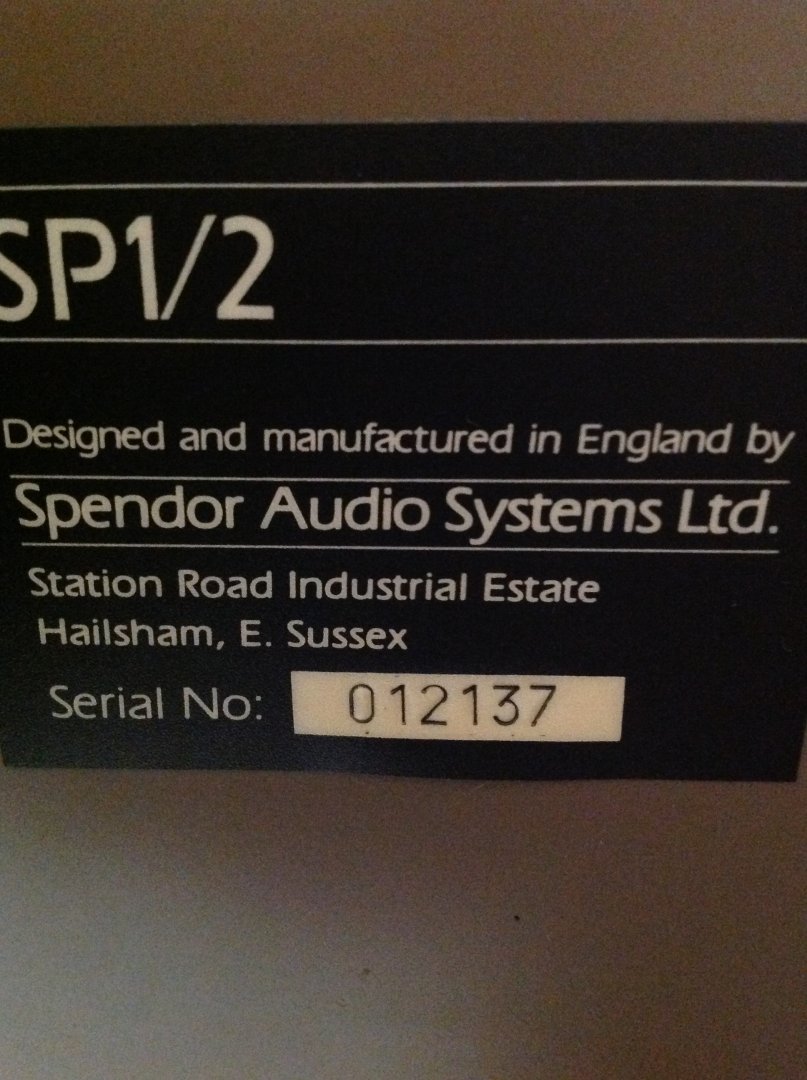 SP1/2
Designed and manufactured in England by
Spendor Audio Systems Ltd.
Station Road Industrial Estate
Hailsham, E. Sussex
Serial No: 012137